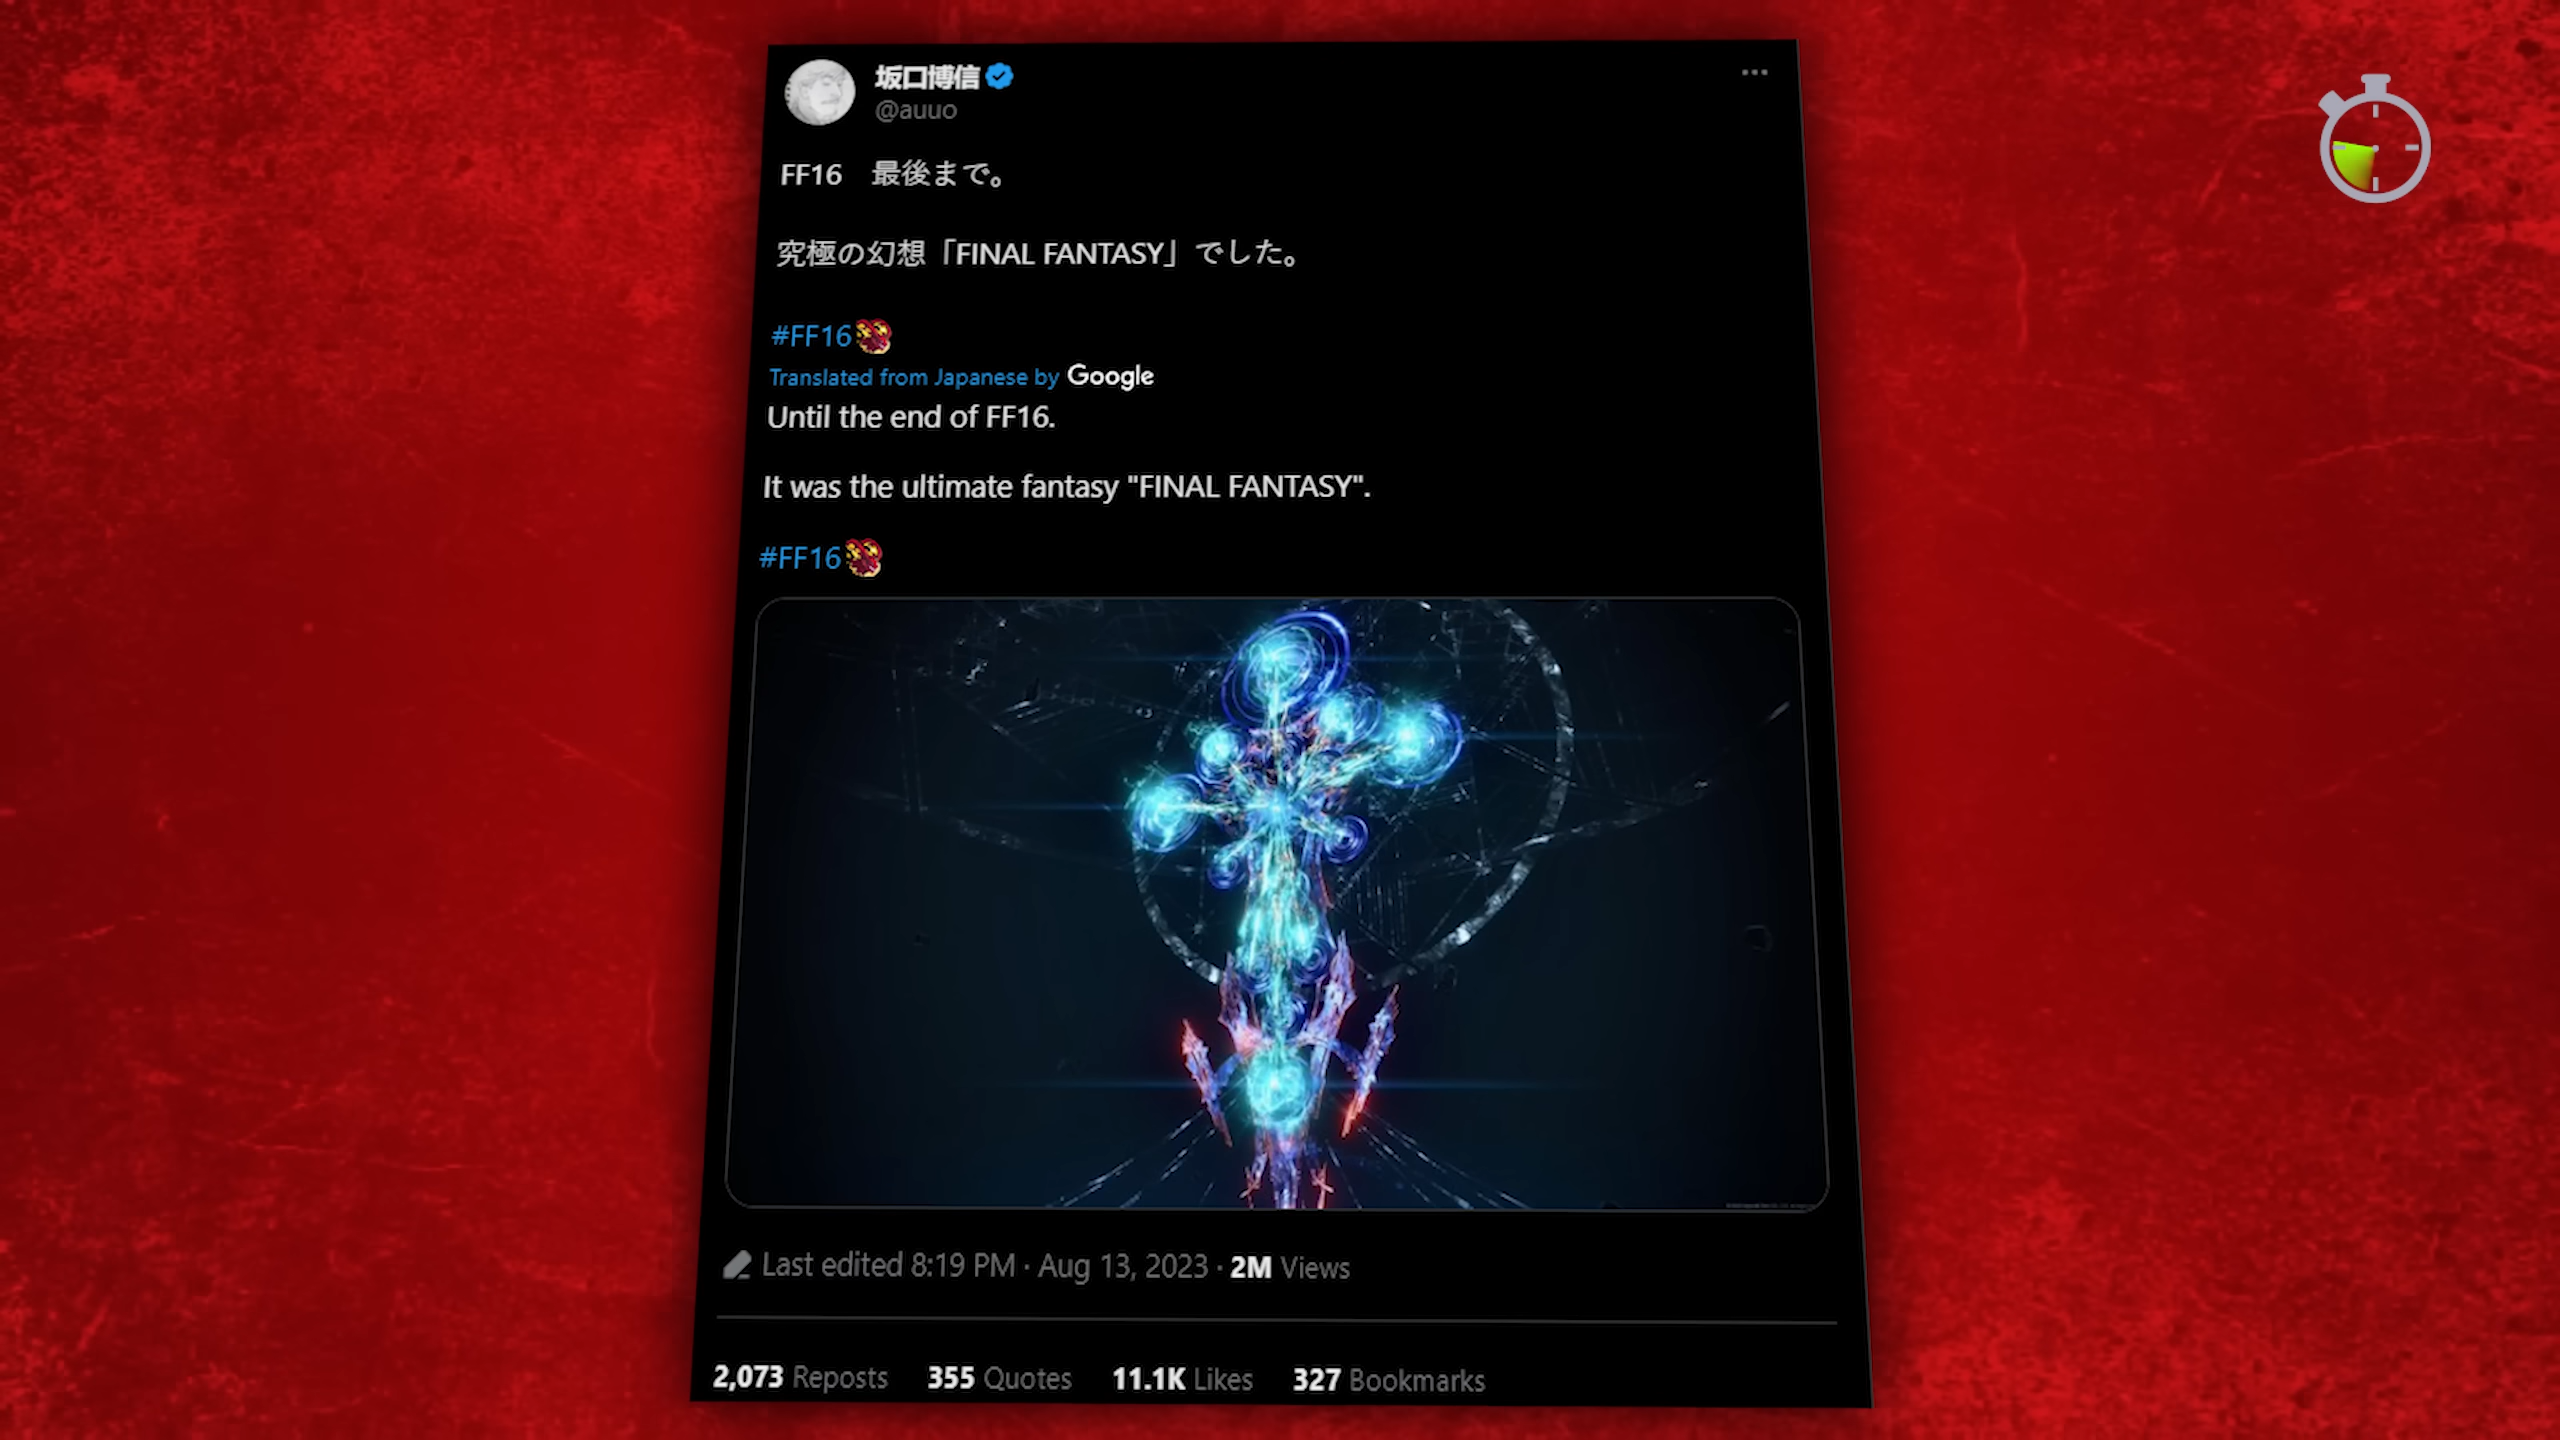 坂口博信
@auuo
FF16　最後まで。
究極の幻想「FINAL FANTASY」でした。
#FF16
Translated from Japanese by Google
Until the end of FF16.
It was the ultimate fantasy "FINAL FANTASY".
#FF16
Last edited 8:19 PM · Aug 13, 2023 · 2M Views
2,073 Reposts 355 Quotes 11.1K Likes 327 Bookmarks